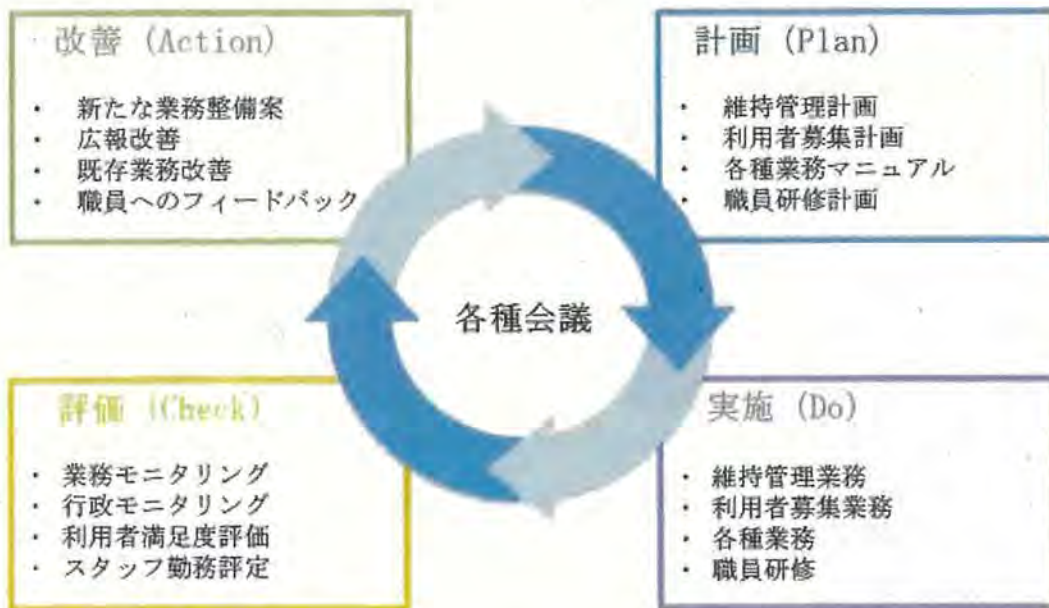 改善 (Action)
・ 新たな業務整備案
・ 広報改善
・ 既存業務改善
・ 職員へのフィードバック
計画 (Plan)
・ 維持管理計画
・ 利用者募集計画
・ 各種業務マニュアル
・ 職員研修計画
各種会議
評価 (Check)
・ 業務モニタリング
・ 行政モニタリング
・ 利用者満足度評価
・ スタッフ勤務評定
実施 (Do)
・ 維持管理業務
・ 利用者募集業務
・ 各種業務
・ 職員研修